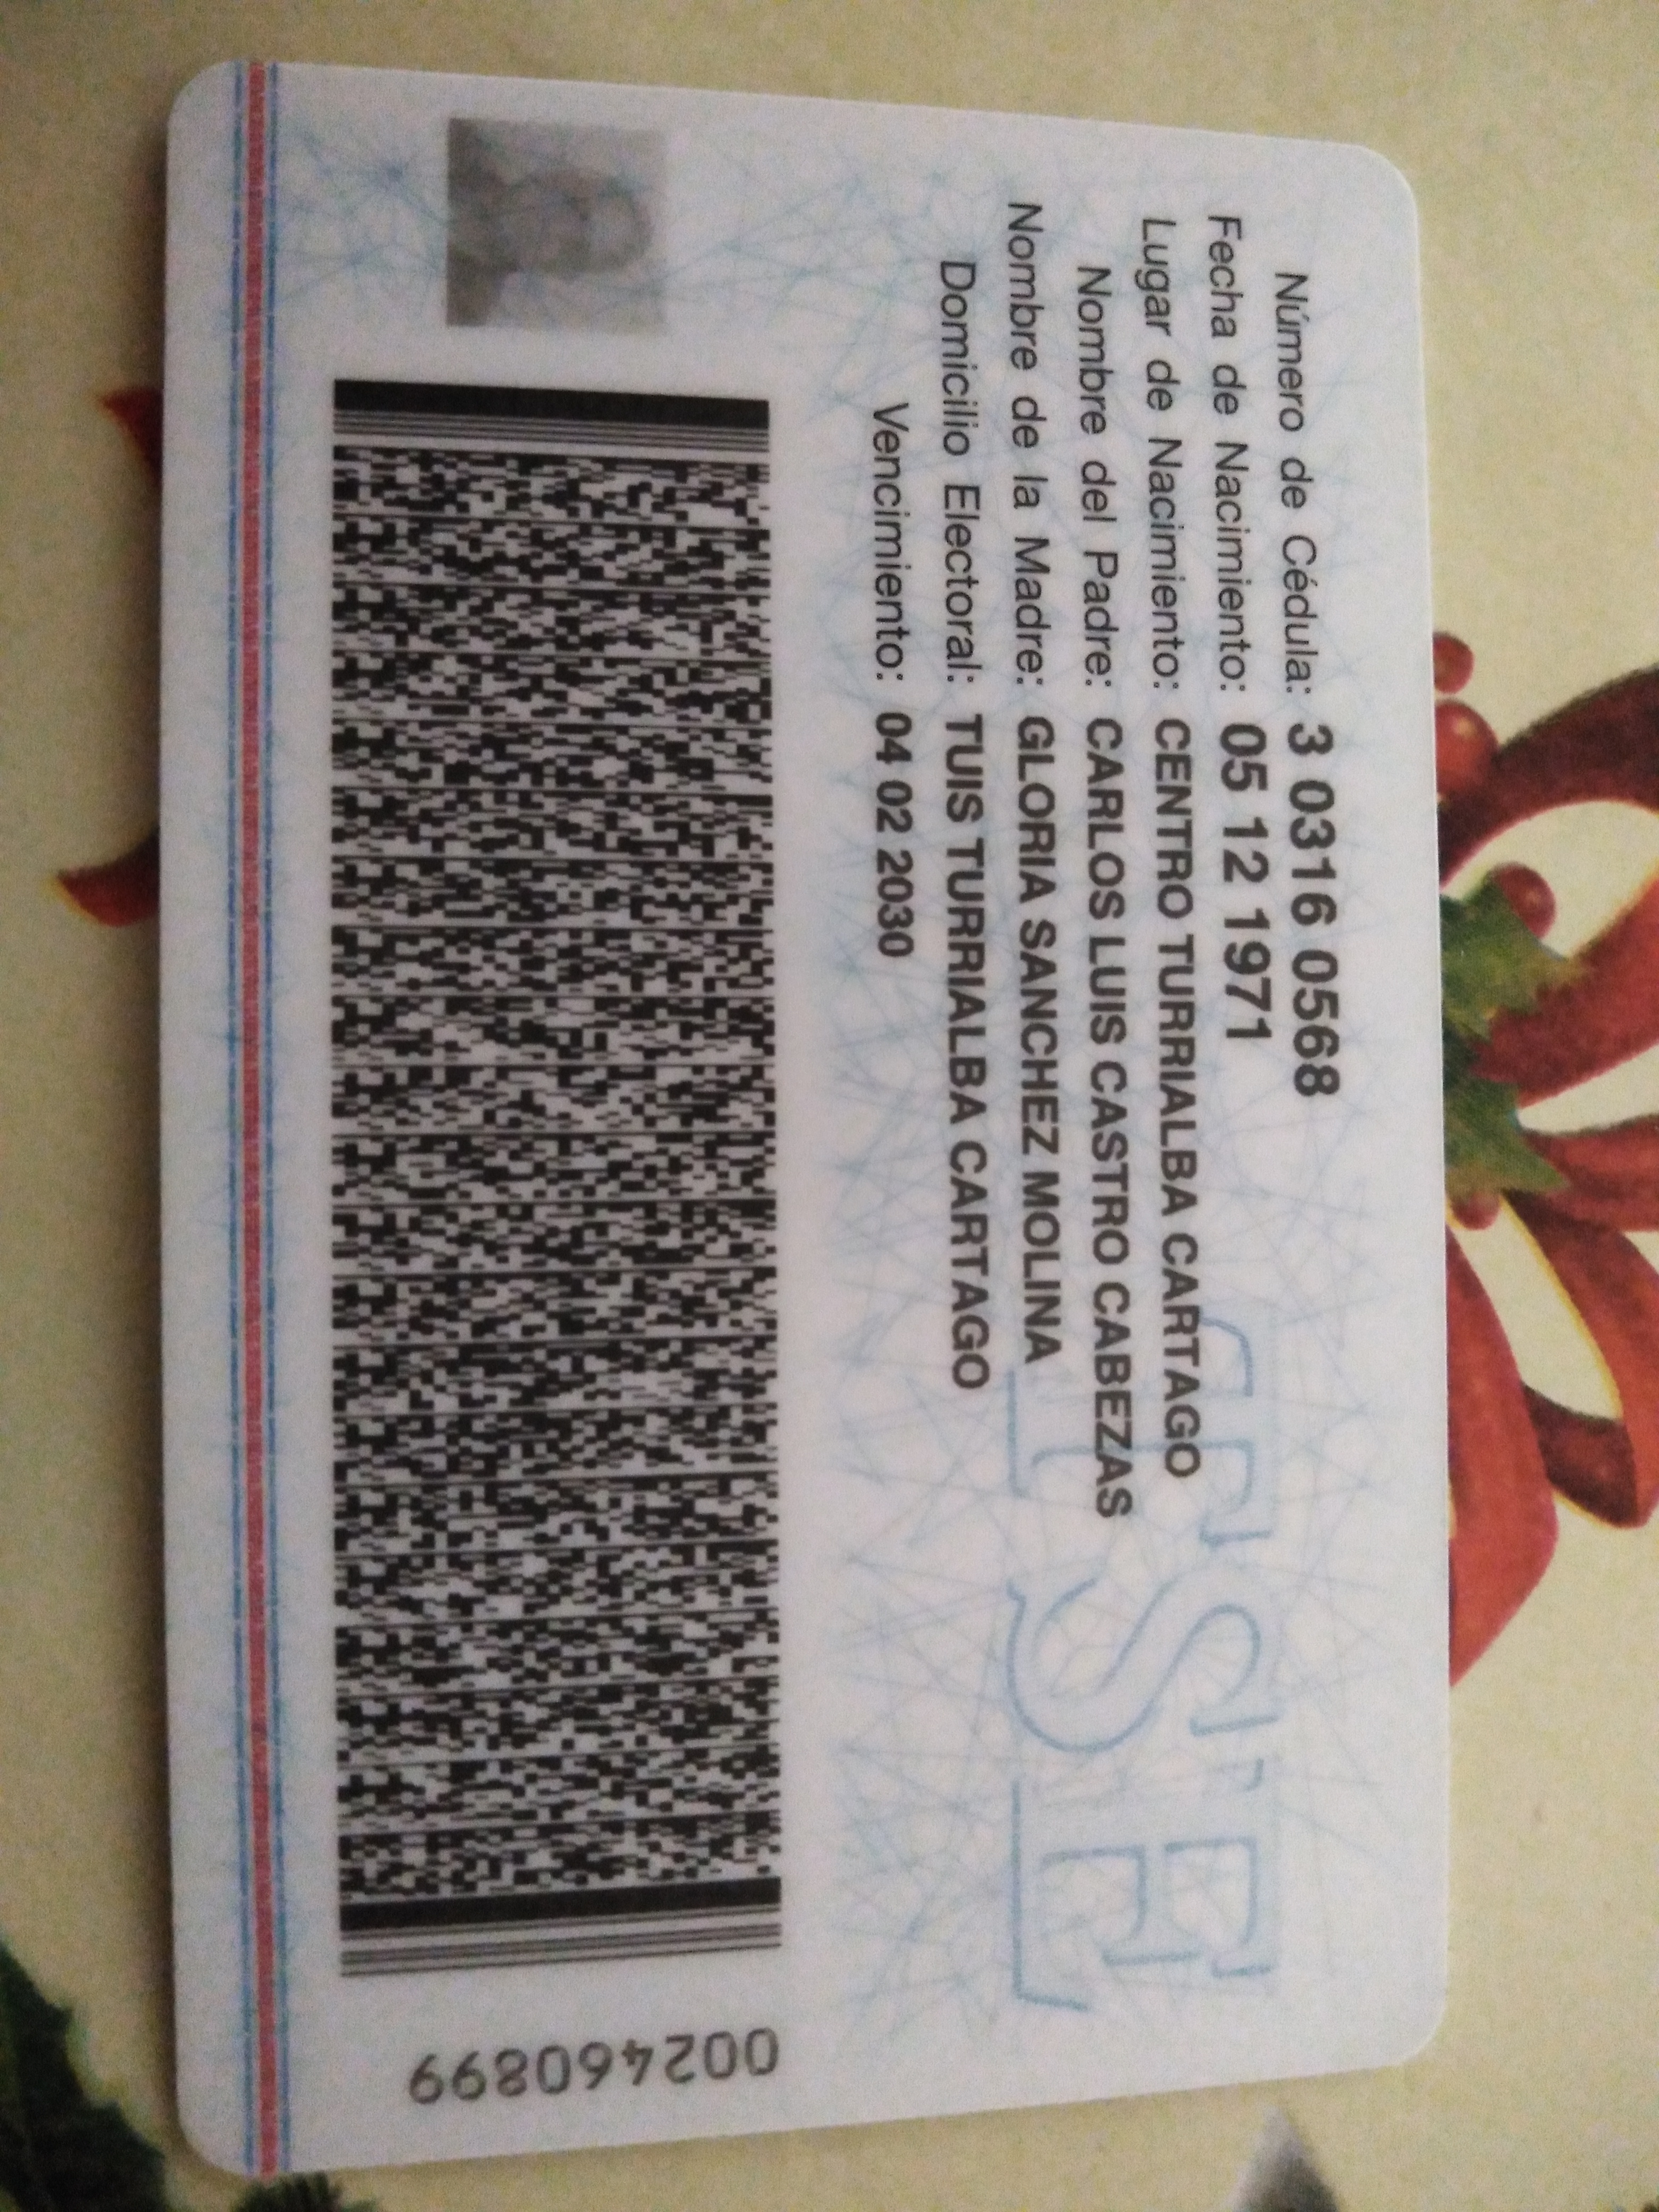 Número de Cédula: 3 0316 0568
Fecha de Nacimiento: 05 12 1971
Lugar de Nacimiento: CENTRO TURRIALBA CARTAGO
Nombre del Padre: CARLOS LUIS CASTRO CABEZAS
Nombre de la Madre: GLORIA SANCHEZ MOLINA
Domicilio Electoral: TUIS TURRIALBA CARTAGO
Vencimiento: 04 02 2030
TSE
002460899